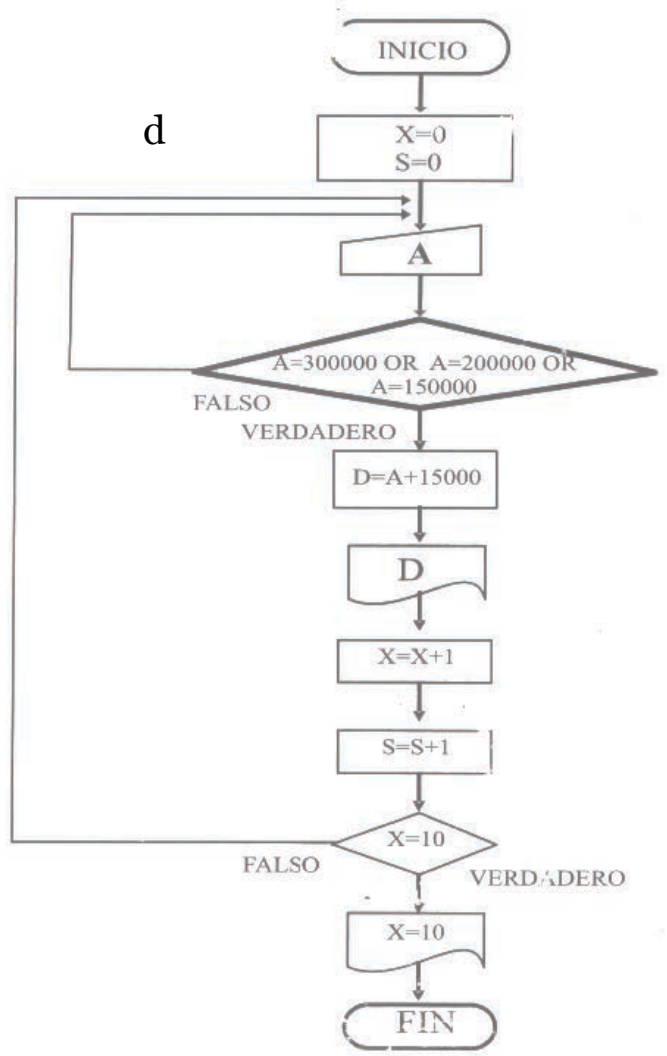 INICIO
d
X=0
S=0
A
A=300000 OR A=200000 OR
A=150000
FALSO
VERDADERO
D=A+15000
D
X=X+1
S=S+1
X=10
FALSO
VERDADERO
X=10
FIN